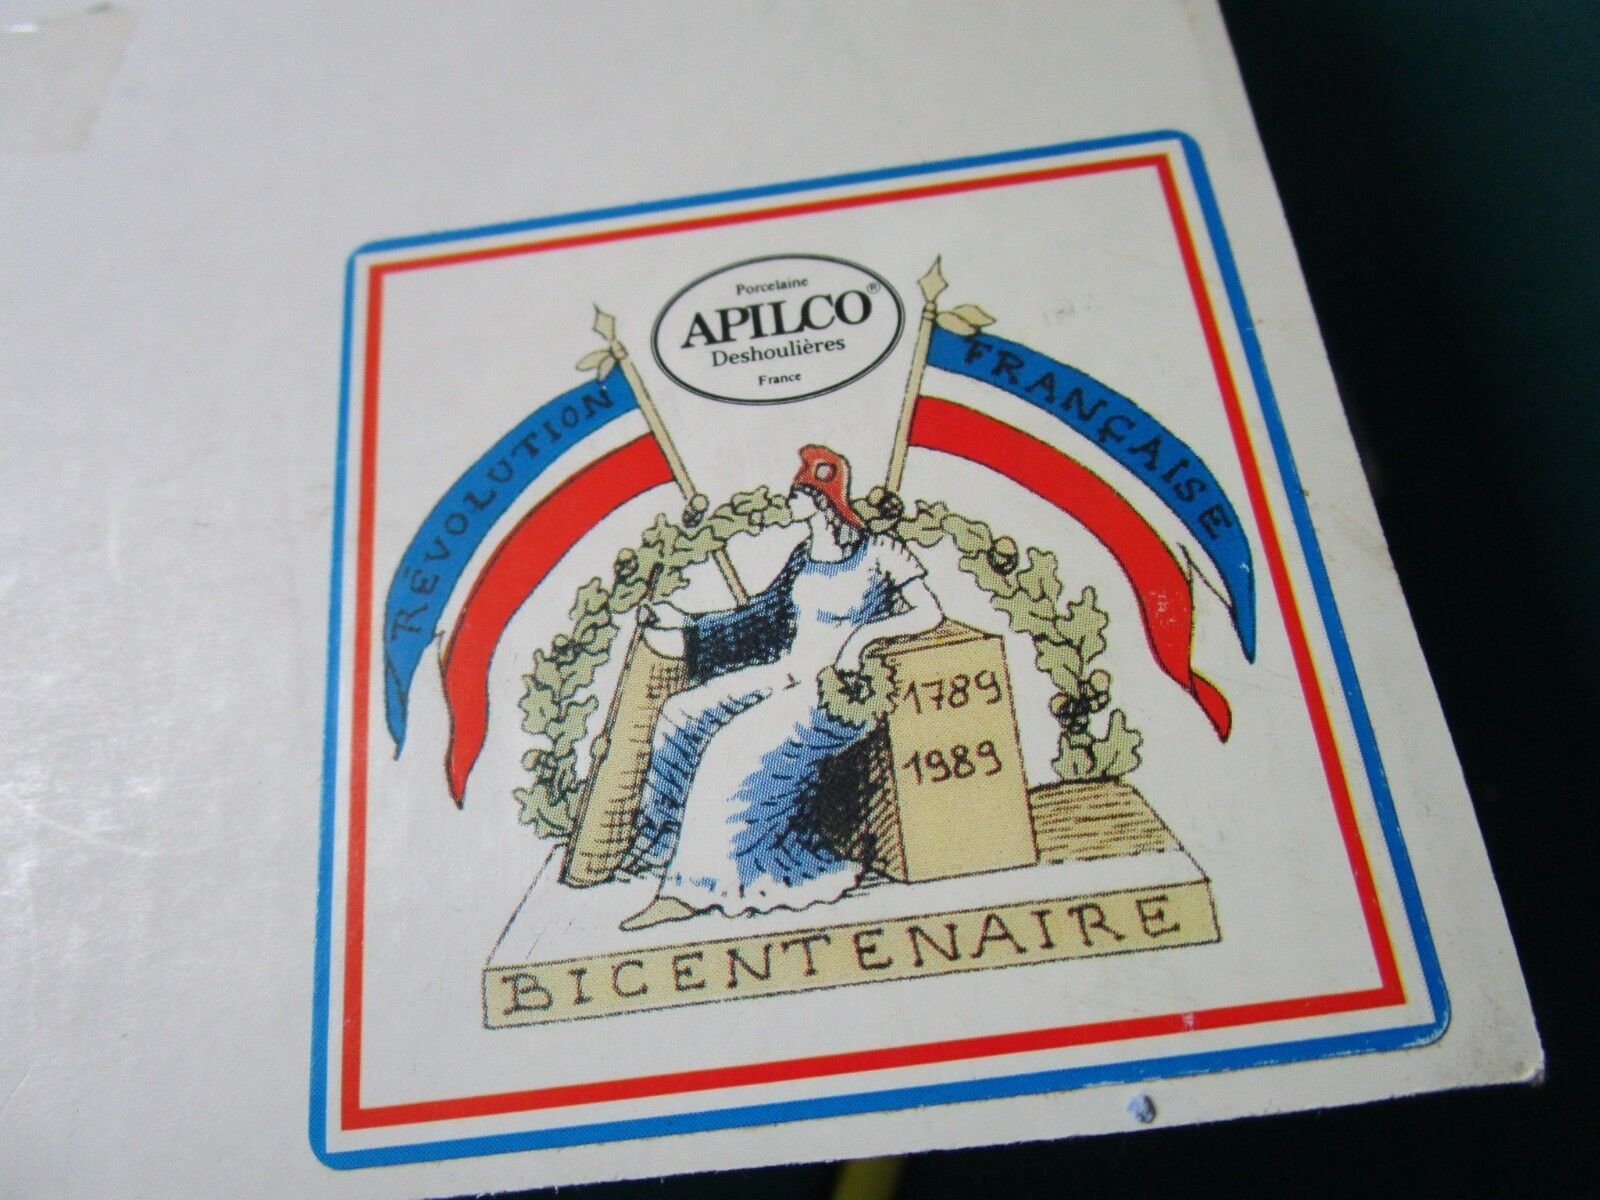 Porcelaine
APILCO®
Deshoulières
France
RÉVOLUTION
FRANÇAISE
1789
1989
BICENTENAIRE